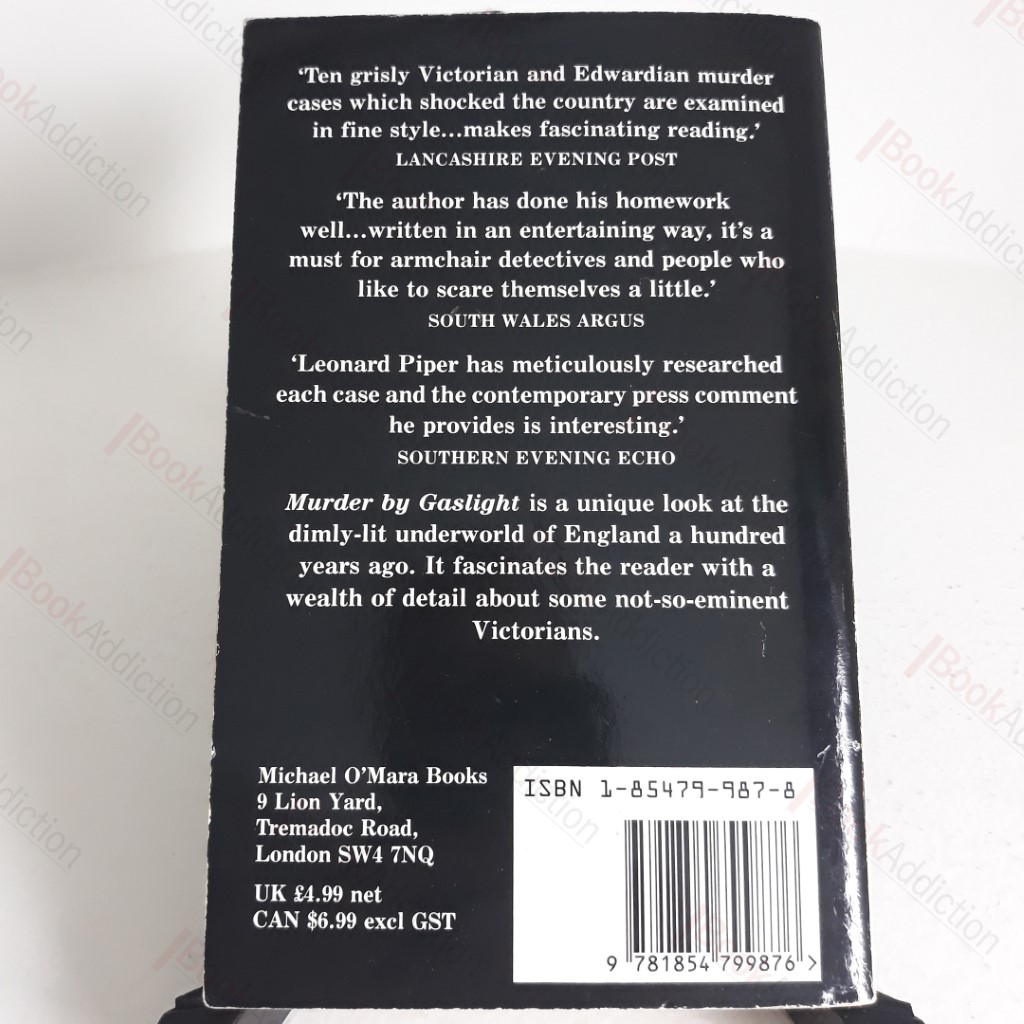 ‘Ten grisly Victorian and Edwardian murder
cases which shocked the country are examined
in fine style...makes fascinating reading.’
LANCASHIRE EVENING POST
‘The author has done his homework
well...written in an entertaining way, it’s a
must for armchair detectives and people who
like to scare themselves a little.’
SOUTH WALES ARGUS
‘Leonard Piper has meticulously researched
each case and the contemporary press comment
he provides is interesting.’
SOUTHERN EVENING ECHO
Murder by Gaslight is a unique look at the
dimly-lit underworld of England a hundred
years ago. It fascinates the reader with a
wealth of detail about some not-so-eminent
Victorians.
Michael O’Mara Books
9 Lion Yard,
Tremadoc Road,
London SW4 7NQ
UK £4.99 net
CAN $6.99 excl GST
ISBN 1-85479-987-8
9 781854 799876 >
BookAddiction